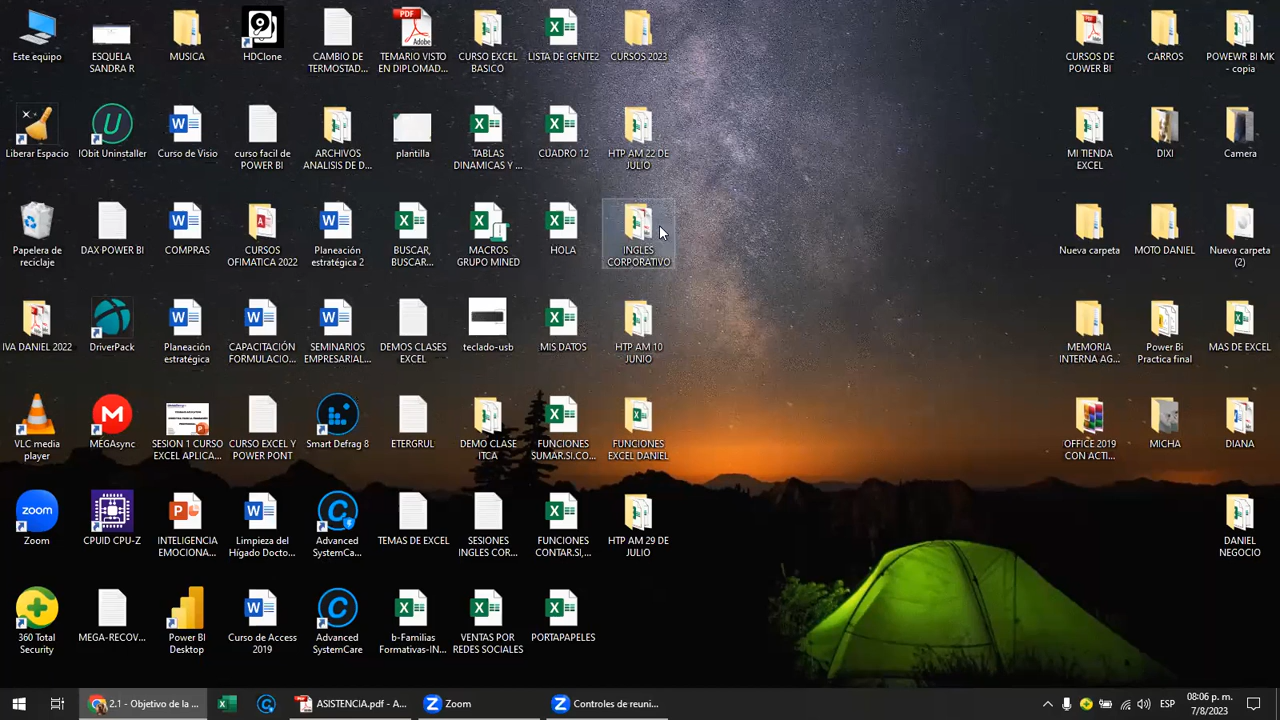 Este equipo
ESCUELA
SANDRA R
MUSICA
9
HDClone
CAMBIO DE
TERMOSTAD...
PDF
Adobe
TEMARIO VISTO
EN DIPLOMAD...
CURSO EXCEL
BASICO
LISTA DE GENTE2
CURSOS 2023
CURSOS DE
POWER BI
CARROS
POWEWR BI MK
- copia
Liberar Espacio
IObit Uninstaller
Curso de Visio
curso facil de
POWER BI
ARCHIVOS
ANALISIS DE D...
plantilla
TABLAS
DINAMICAS Y ...
CUADRO 12
HTP AM 22 DE
JULIO
MI TIENDA
EXCEL
DIXI
Camera
Papelera de
reciclaje
DAX POWER BI
COMPRAS
CURSOS
OFIMATICA 2022
Planeación
estratégica 2
BUSCAR,
BUSCAR...
MACROS
GRUPO MINED
HOLA
INGLES
CORPORATIVO
Nueva carpeta
MOTO DANIEL
Nueva carpeta
(2)
IVA DANIEL 2022
DriverPack
Planeación
estratégica
CAPACITACIÓN
FORMULACIO...
SEMINARIOS
EMPRESARIAL...
DEMOS CLASES
EXCEL
teclado-usb
MIS DATOS
HTP AM 10
JUNIO
MEMORIA
INTERNA AG...
Power Bi
Practica final
MAS DE EXCEL
VLC media
player
MEGAsync
SESION 1 CURSO
EXCEL APLICA...
CURSO EXCEL Y
POWER PONT
Smart Defrag 8
ETERGRUL
DEMO CLASE
ITCA
FUNCIONES
SUMAR.SI.CO...
FUNCIONES
EXCEL DANIEL
OFFICE 2019
CON ACTI...
MICHA
DIANA
Zoom
CPUID CPU-Z
INTELIGENCIA
EMOCIONA...
Limpieza del
Hígado Docto...
Advanced
SystemCa...
TEMAS DE EXCEL
SESIONES
INGLES COR...
FUNCIONES
CONTAR.SI,...
HTP AM 29 DE
JULIO
DANIEL
NEGOCIO
360 Total
Security
MEGA-RECOV...
Power BI
Desktop
Curso de Access
2019
Advanced
SystemCare
b-Familias
Formativas-IN...
VENTAS POR
REDES SOCIALES
PORTAPAPELES
2.1 - Objetivo de la ...
ASISTENCIA.pdf - A...
Zoom
Controles de reuni...
ESP
08:06 p. m.
7/8/2023